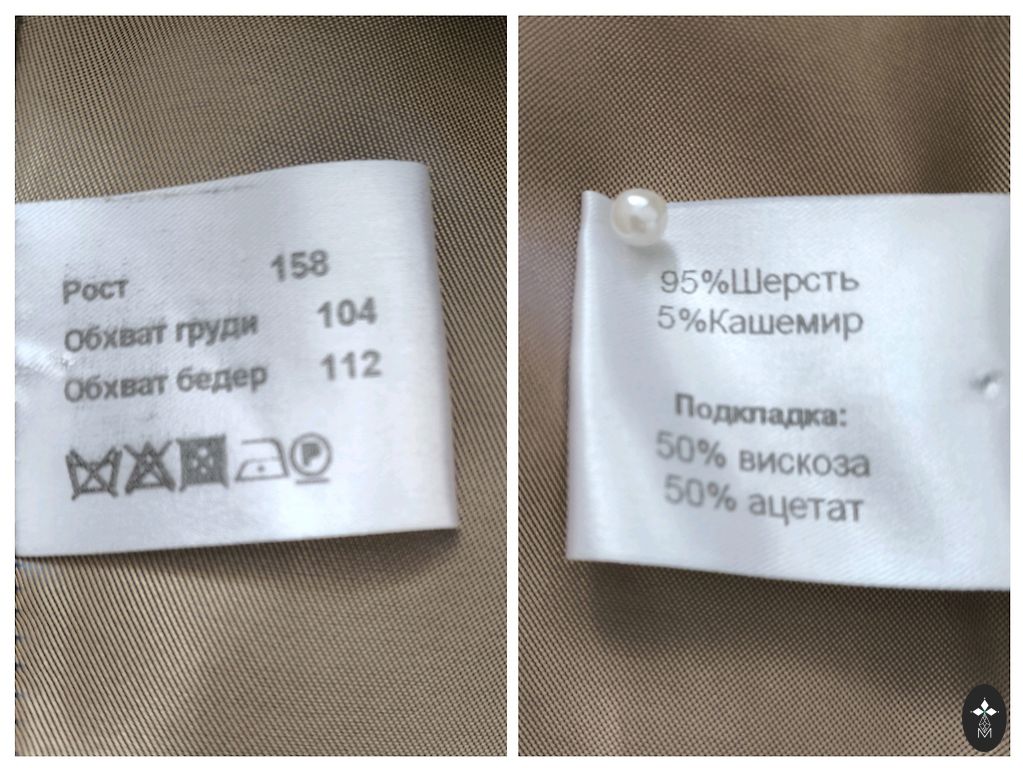 Рост 158
Обхват груди 104
Обхват бедер 112
P
95%Шерсть
5%Кашемир
Подкладка:
50% вискоза
50% ацетат
M